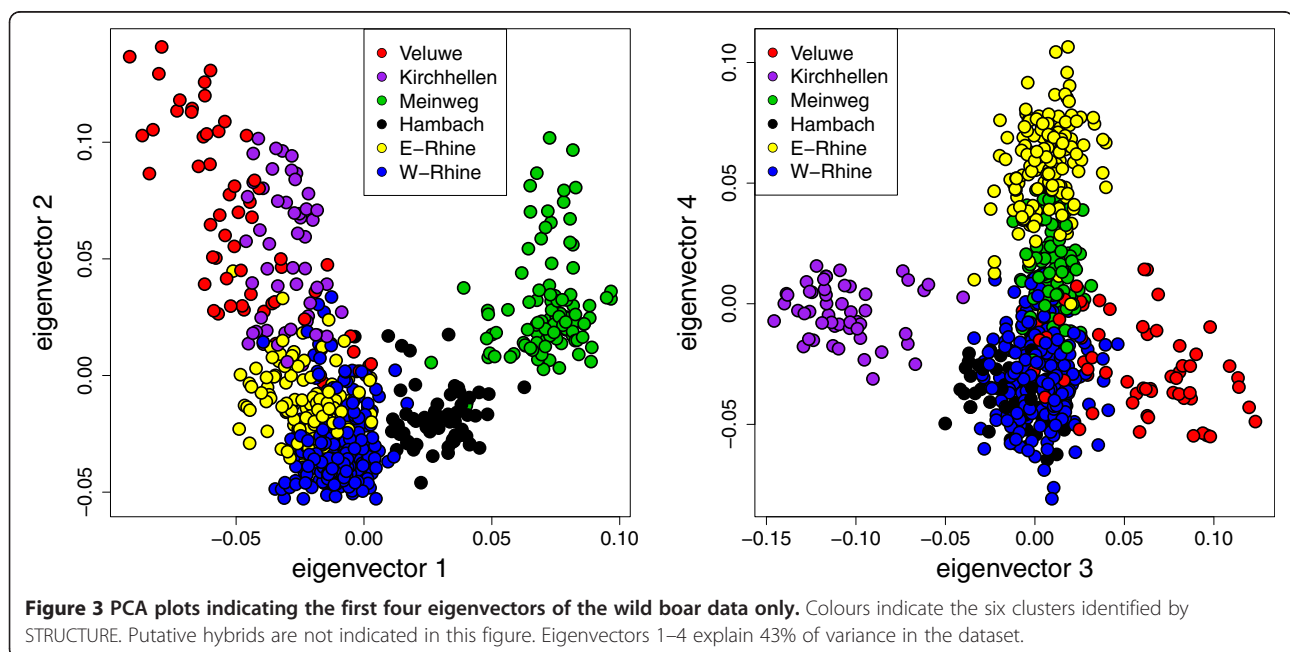 Veluwe
Kirchhellen
Meinweg
Hambach
E−Rhine
W−Rhine
eigenvector 2
−0.05
0.00
0.05
0.10
−0.05
0.00
0.05
0.10
eigenvector 1
Veluwe
Kirchhellen
Meinweg
Hambach
E−Rhine
W−Rhine
eigenvector 4
−0.05
0.00
0.05
0.10
−0.15
−0.10
−0.05
0.00
0.05
0.10
eigenvector 3
Figure 3 PCA plots indicating the first four eigenvectors of the wild boar data only. Colours indicate the six clusters identified by
STRUCTURE. Putative hybrids are not indicated in this figure. Eigenvectors 1–4 explain 43% of variance in the dataset.